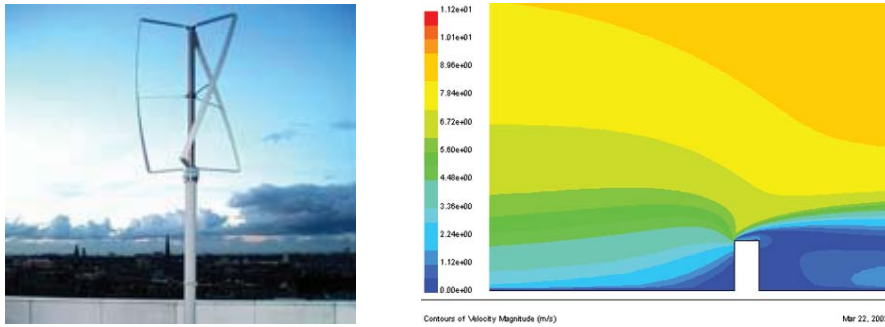 1.12e+01
1.01e+01
8.96e+00
7.84e+00
6.72e+00
5.60e+00
4.48e+00
3.36e+00
2.24e+00
1.12e+00
0.00e+00
Contours of Velocity Magnitude (m/s)
Mar 22,